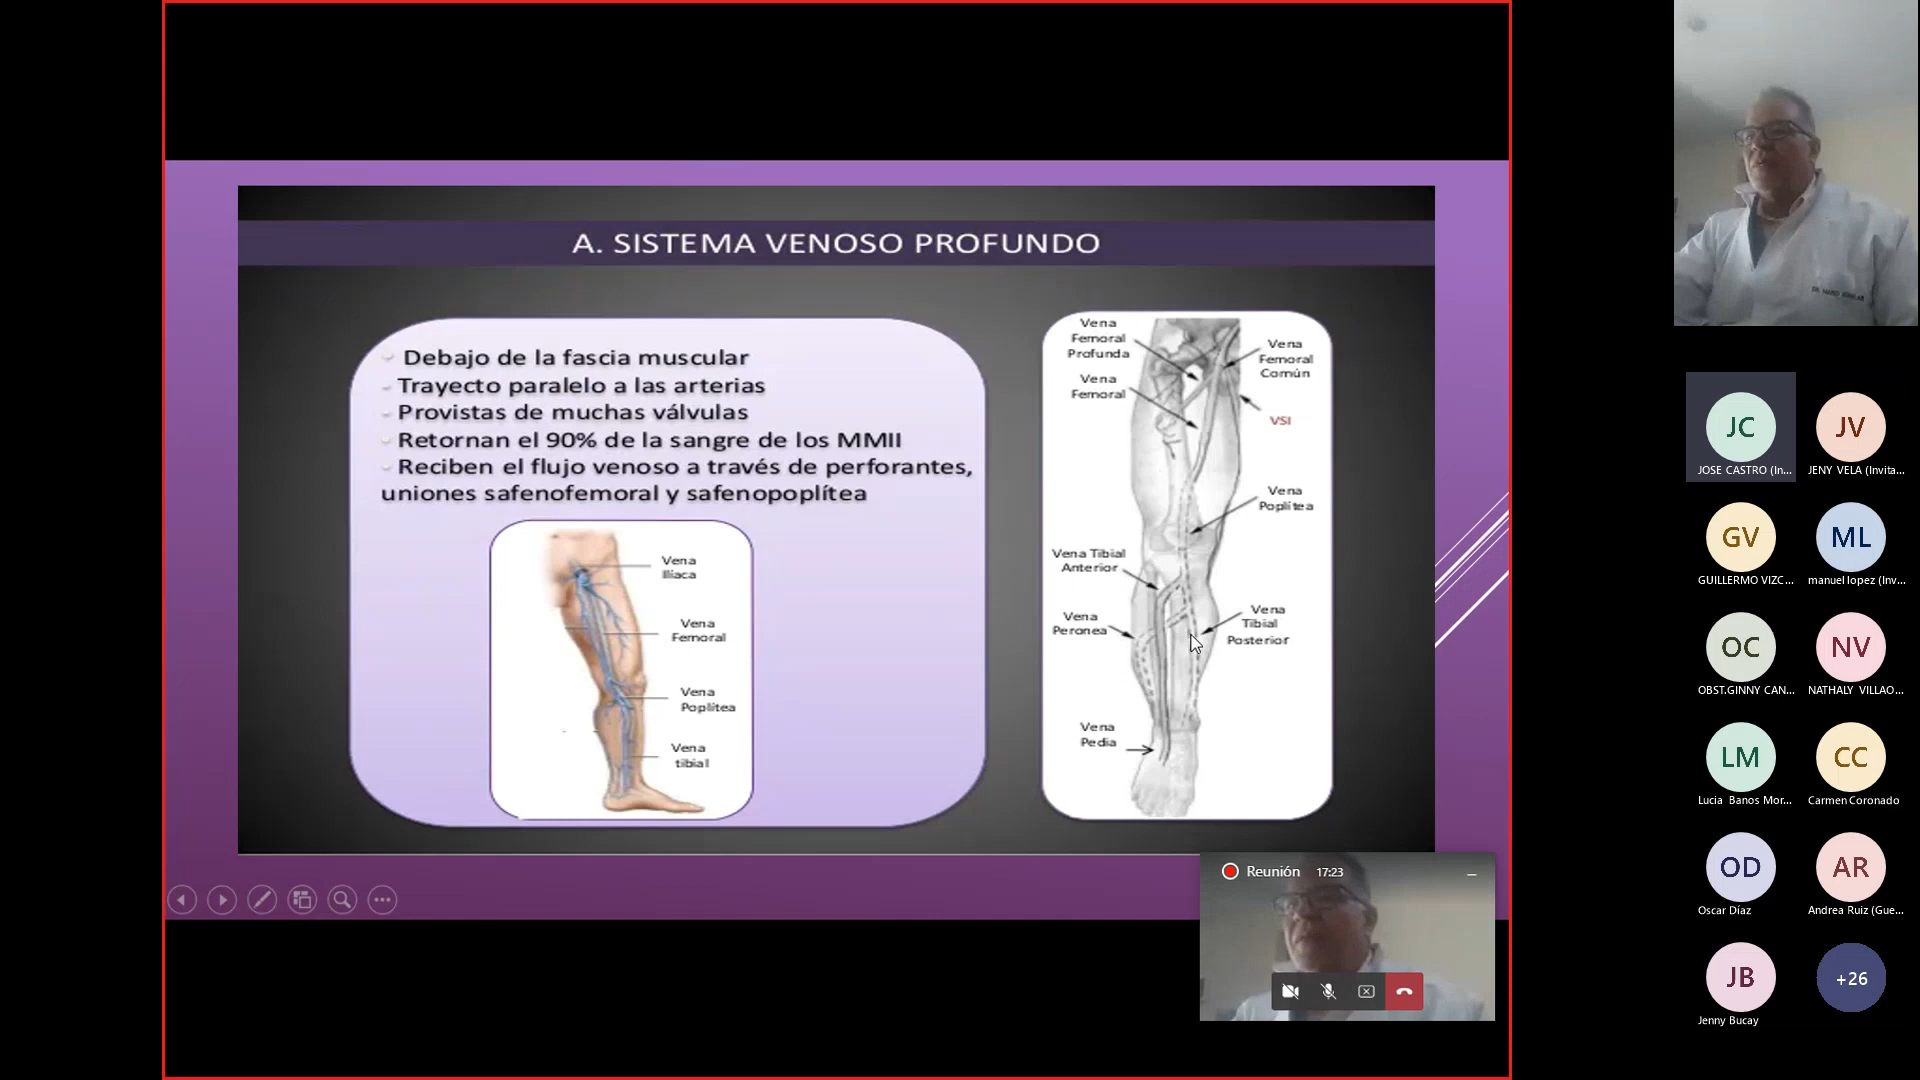 A. SISTEMA VENOSO PROFUNDO
Debajo de la fascia muscular
Trayecto paralelo a las arterias
Provistas de muchas válvulas
Retornan el 90% de la sangre de los MMII
Reciben el flujo venoso a través de perforantes,
uniones safenofemoral y safenopoplítea
Vena
Ilíaca
Vena
Femoral
Vena
Poplítea
Vena
tibial
Vena
Femoral
Profunda
Vena
Femoral
Común
Vena
Femoral
VSI
Vena
Poplítea
Vena Tibial
Anterior
Vena
Peronea
Vena
Tibial
Posterior
Vena
Pedia
Reunión 17:23
JC
JOSE CASTRO (In...
JV
JENY VELA (Invita...
GV
GUILLERMO VIZC...
ML
manuel lopez (Inv...
OC
OBST.GINNY CAN...
NV
NATHALY VILLAO...
LM
Lucia Banos Mor...
CC
Carmen Coronado
OD
Oscar Díaz
AR
Andrea Ruiz (Gue...
JB
Jenny Bucay
+26